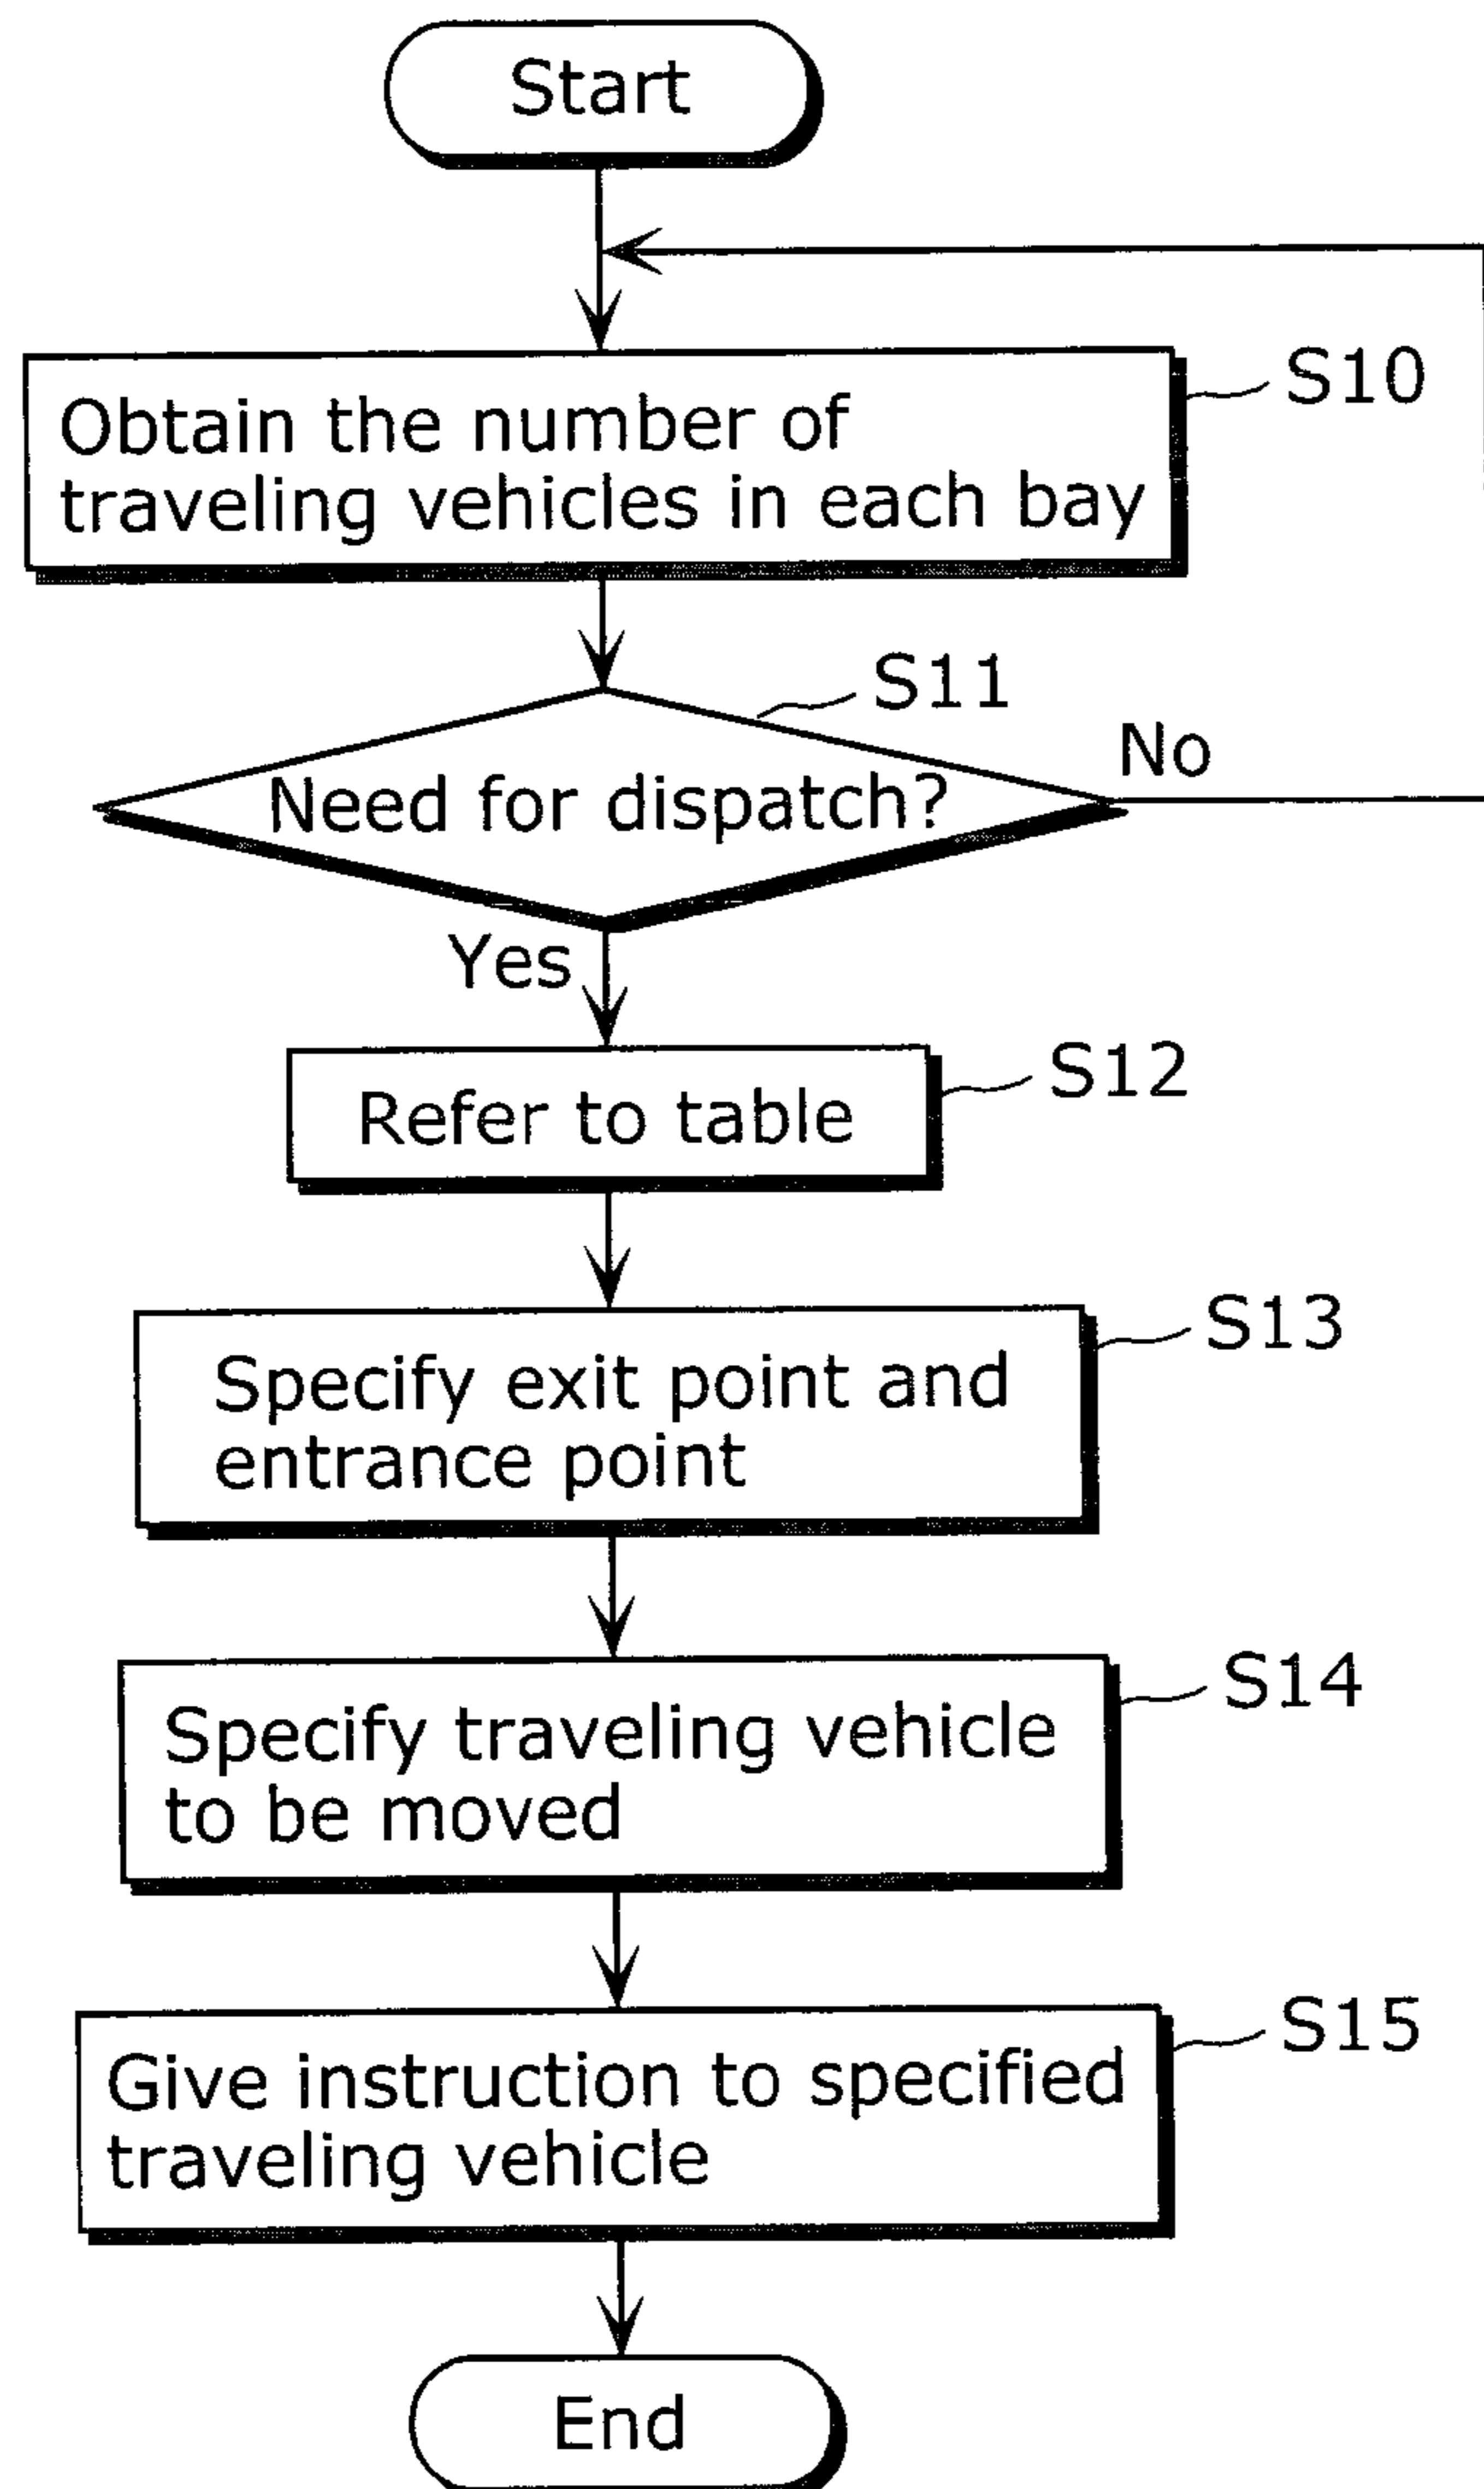 Start
Obtain the number of
traveling vehicles in each bay
S10
S11
Need for dispatch?
No
Yes
Refer to table
S12
Specify exit point and
entrance point
S13
Specify traveling vehicle
to be moved
S14
Give instruction to specified
traveling vehicle
S15
End